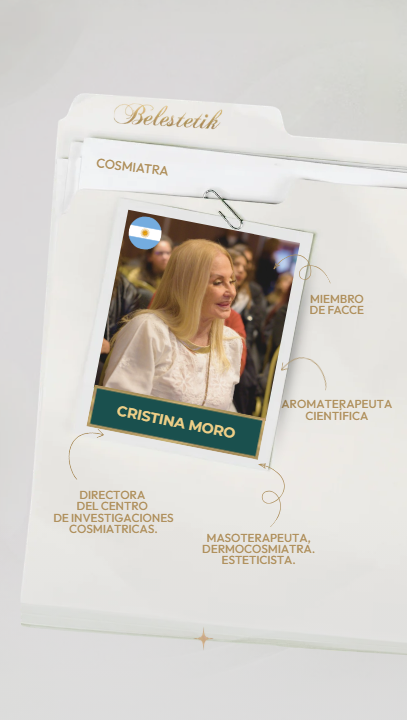 Belestetik
COSMIATRA
MIEMBRO
DE FACCE
AROMATERAPEUTA
CIENTÍFICA
CRISTINA MORO
DIRECTORA
DEL CENTRO
DE INVESTIGACIONES
COSMIATRICAS.
MASOTERAPEUTA,
DERMOCOSMIATRA.
ESTETICISTA.